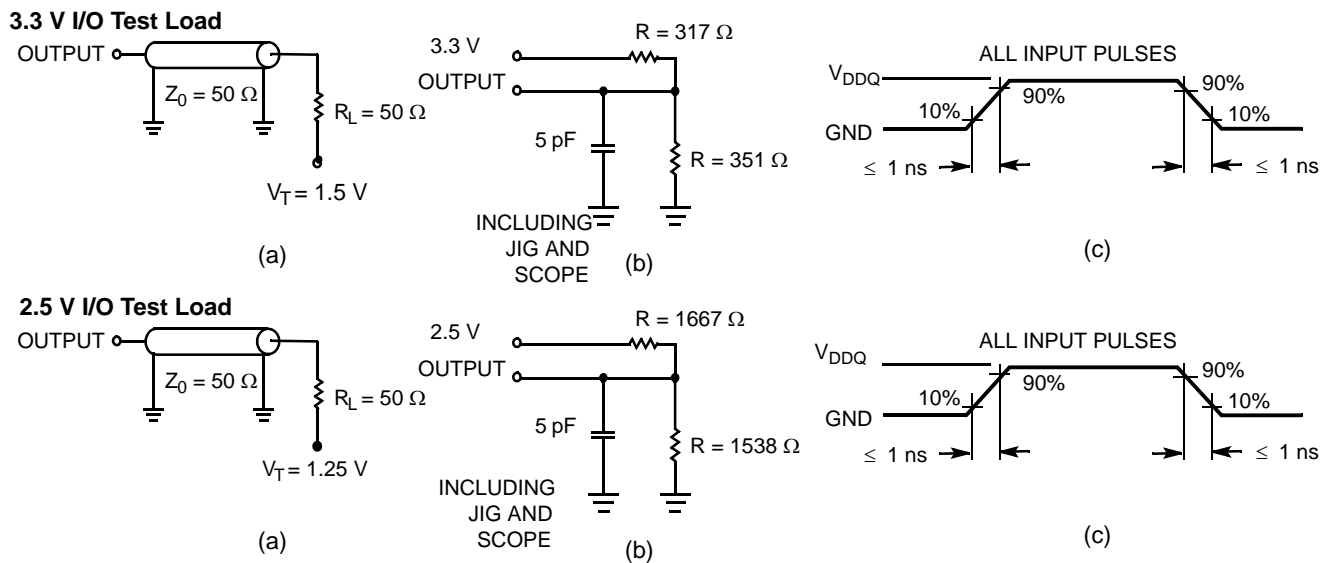 3.3 V I/O Test Load
OUTPUT
Z0 = 50 Ω
RL = 50 Ω
VT = 1.5 V
(a)
3.3 V
OUTPUT
R = 317 Ω
5 pF
R = 351 Ω
INCLUDING
JIG AND
SCOPE
(b)
ALL INPUT PULSES
VDDQ
GND
10%
90%
90%
10%
≤ 1 ns
≤ 1 ns
(c)
2.5 V I/O Test Load
OUTPUT
Z0 = 50 Ω
RL = 50 Ω
VT = 1.25 V
(a)
2.5 V
OUTPUT
R = 1667 Ω
5 pF
R = 1538 Ω
INCLUDING
JIG AND
SCOPE
(b)
ALL INPUT PULSES
VDDQ
GND
10%
90%
90%
10%
≤ 1 ns
≤ 1 ns
(c)